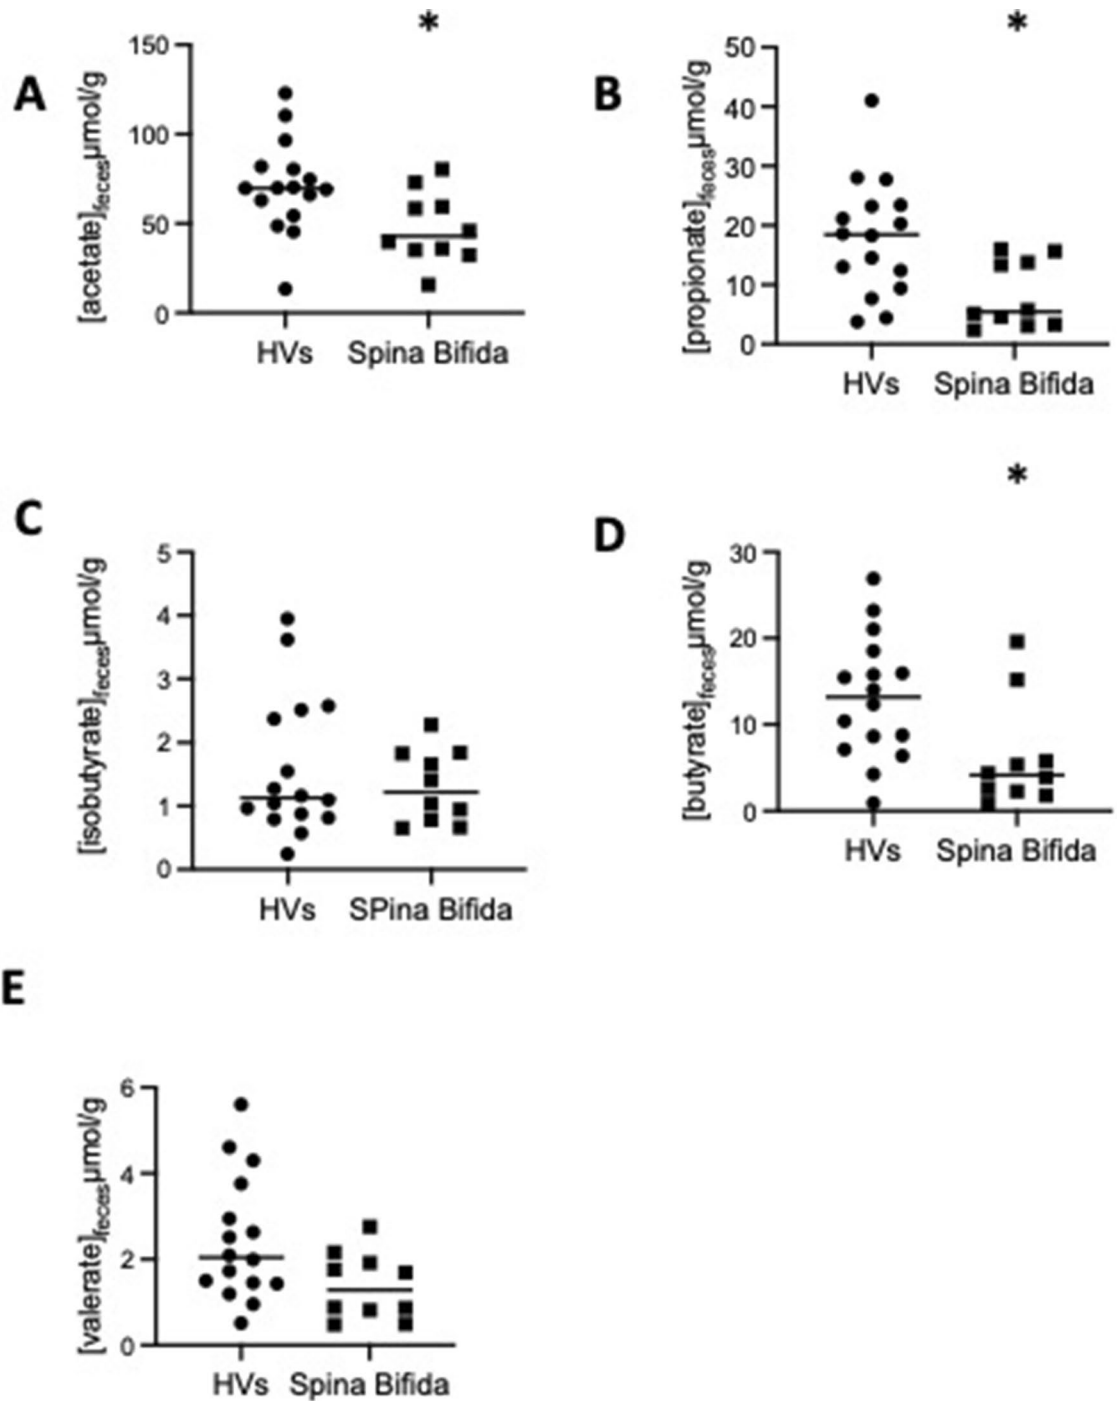 A
[acetate]feces µmol/g
*
150
100
50
0
HVs Spina Bifida
B
[propionate]feces µmol/g
*
50
40
30
20
10
0
HVs Spina Bifida
C
[isobutyrate]feces µmol/g
5
4
3
2
1
0
HVs SPina Bifida
D
[butyrate]feces µmol/g
*
30
20
10
0
HVs Spina Bifida
E
[valerate]feces µmol/g
6
4
2
0
HVs Spina Bifida